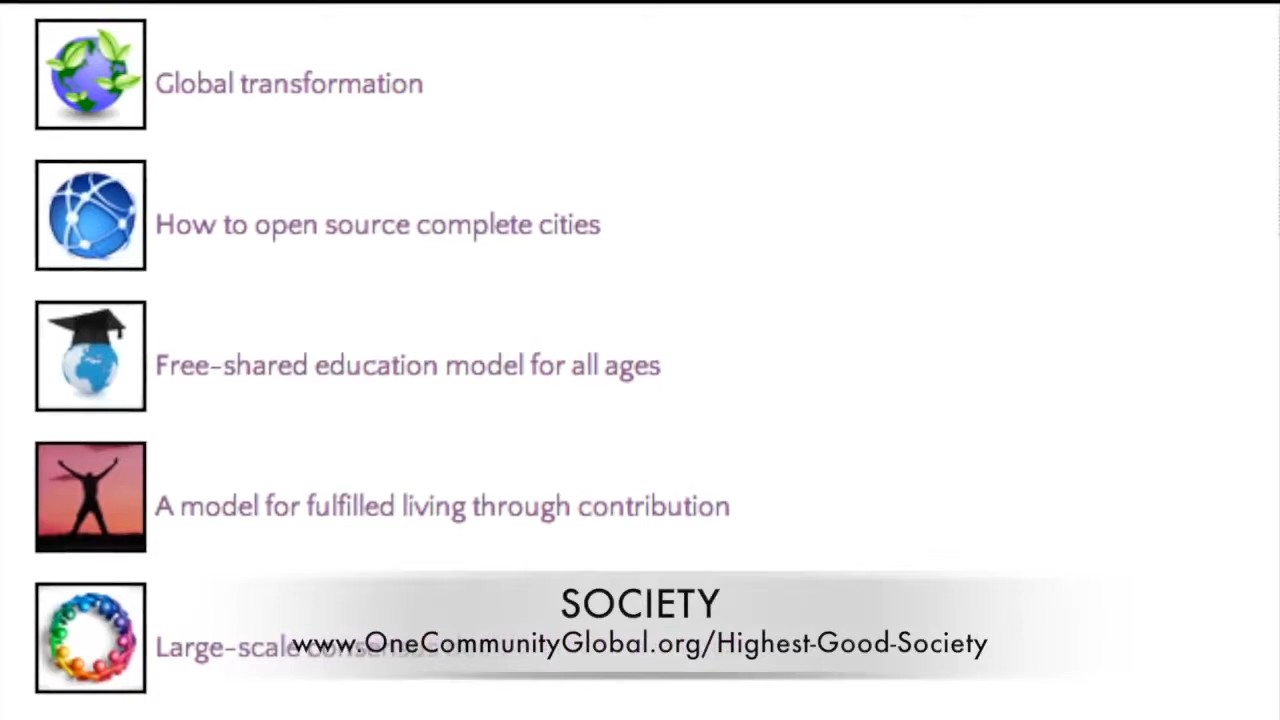 Global transformation
How to open source complete cities
Free-shared education model for all ages
A model for fulfilled living through contribution
SOCIETY
Large-scale
www.OneCommunityGlobal.org/Highest-Good-Society